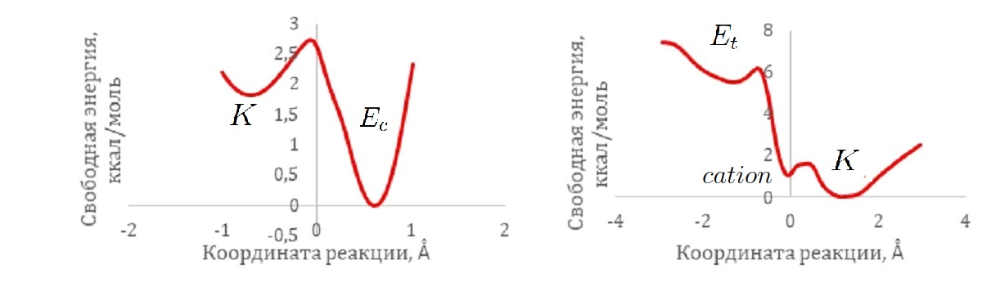 Свободная энергия,
ккал/моль
3
2,5
2
1,5
1
0,5
0
-0,5
K
E_c
-2
-1
0
1
2
Координата реакции, Å
Свободная энергия,
ккал/моль
8
6
4
2
0
E_t
cation
K
-4
-2
0
2
4
Координата реакции, Å